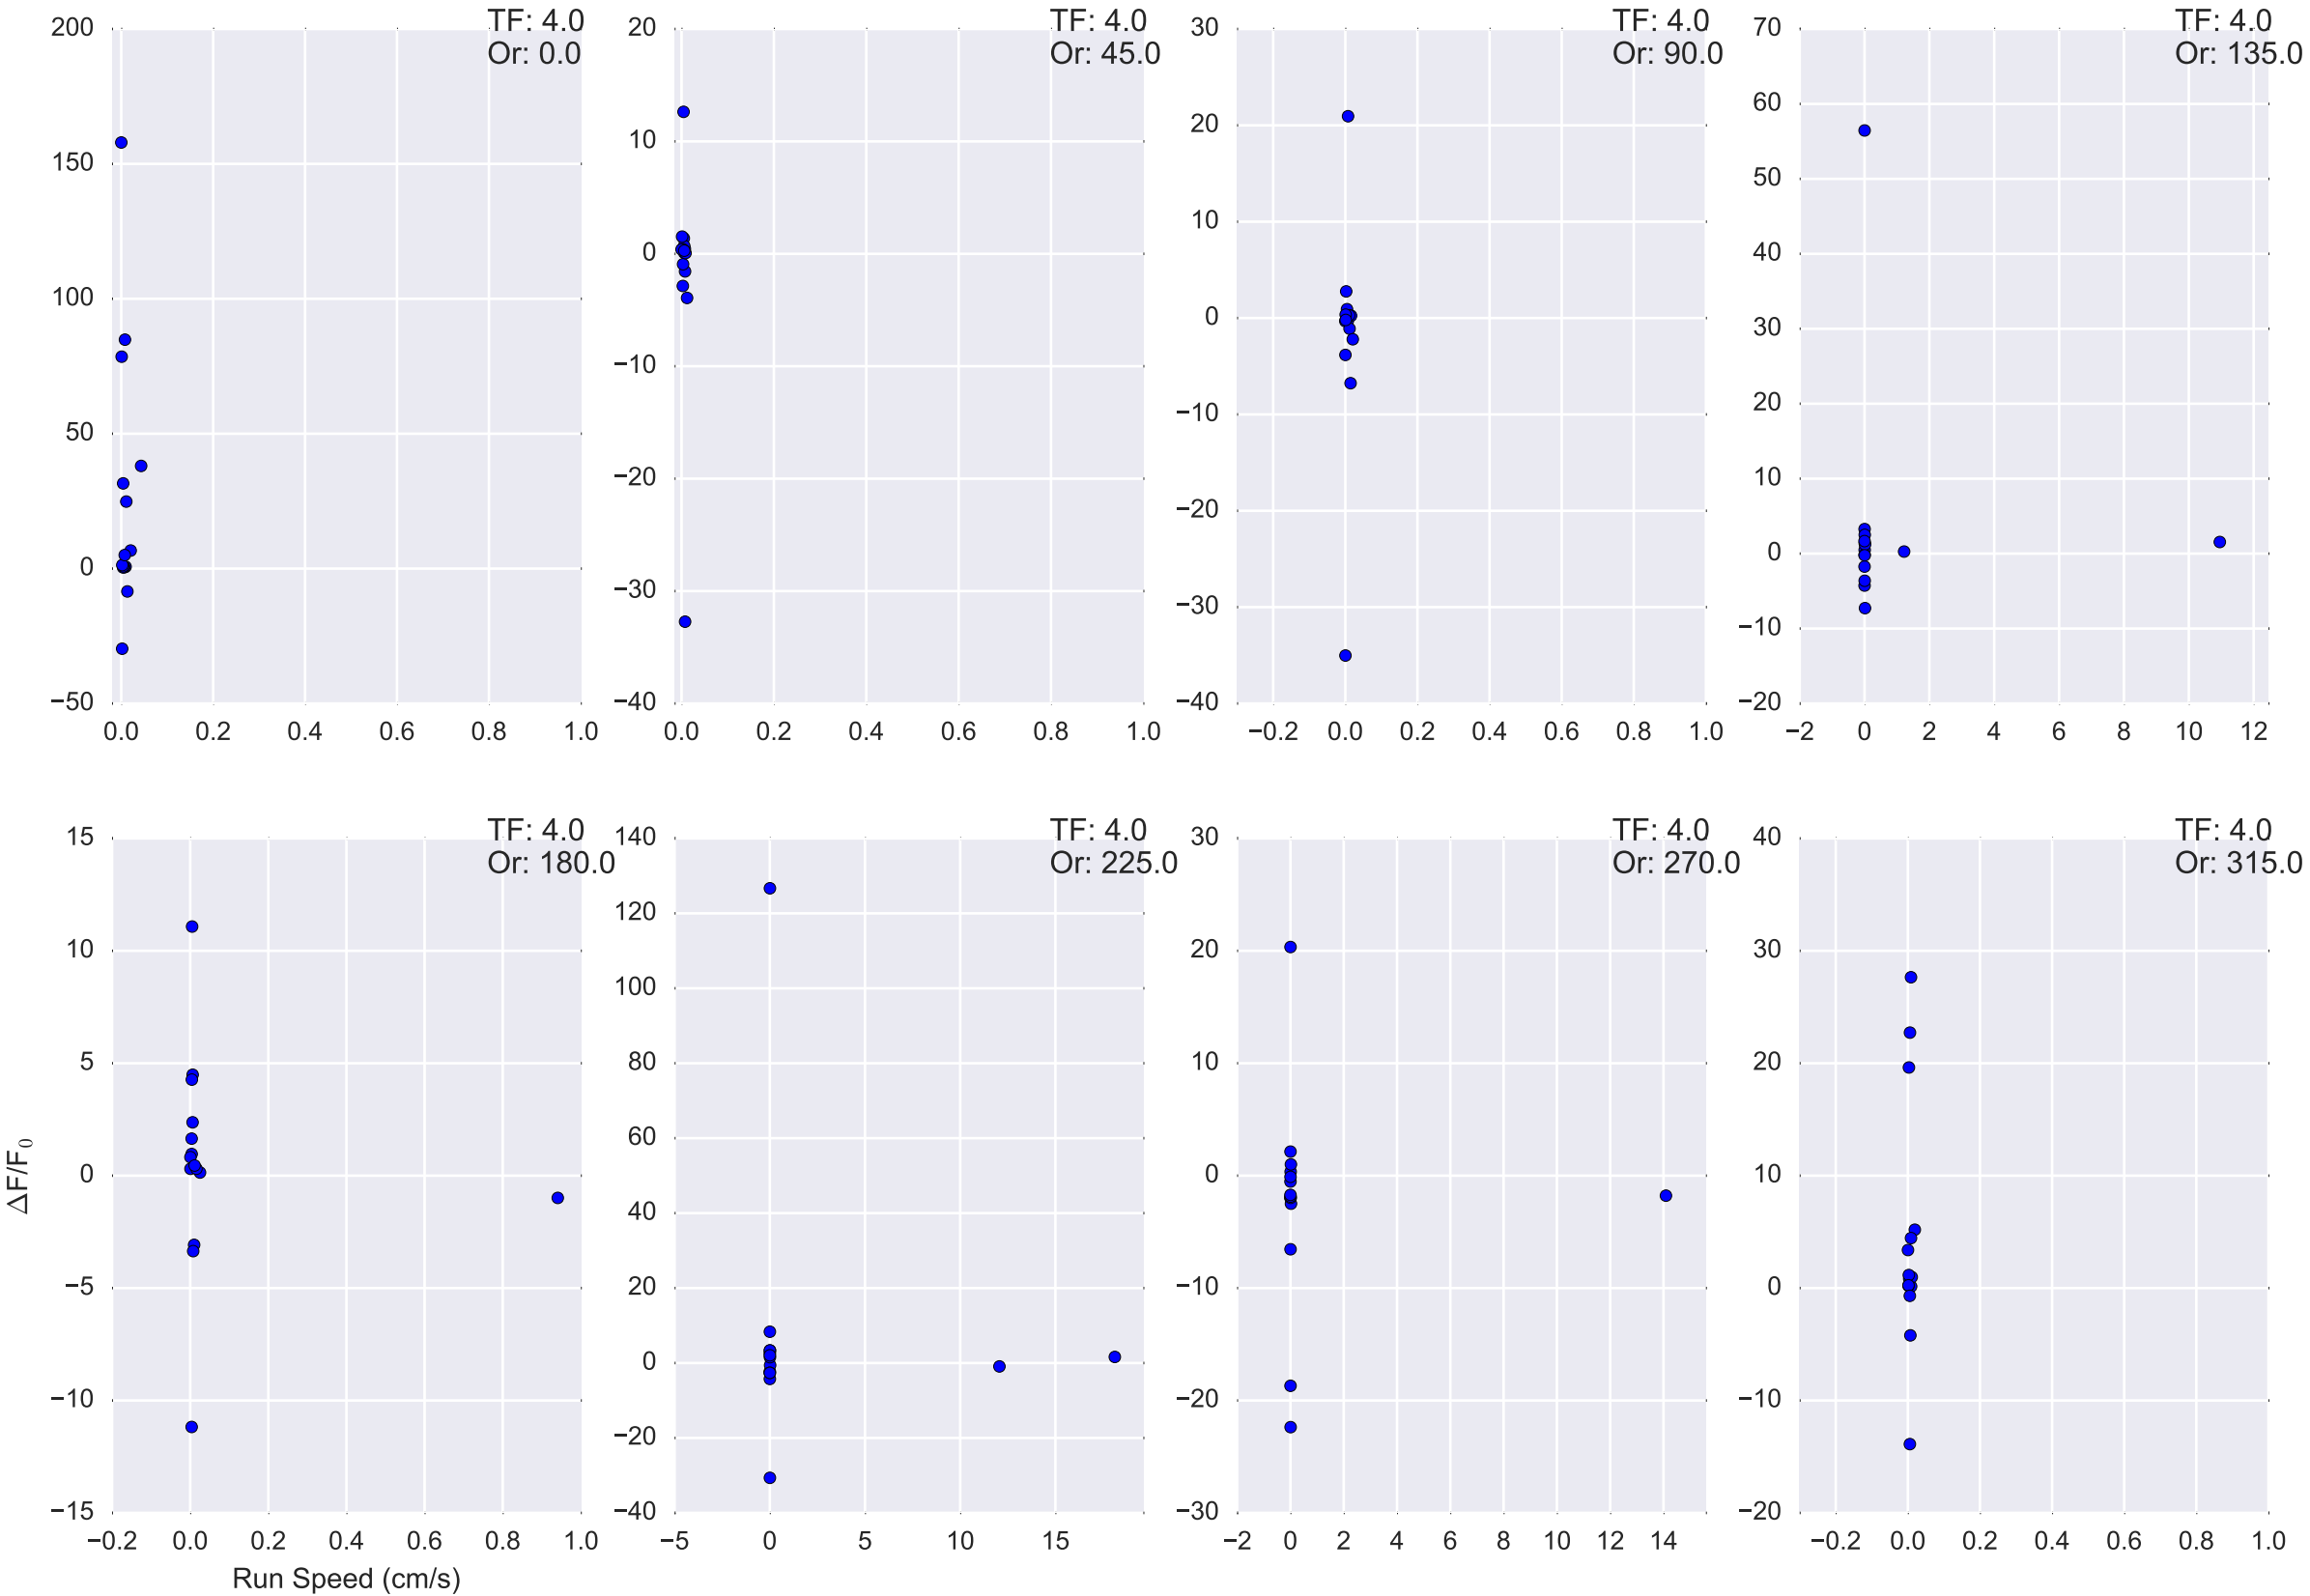 TF: 4.0
Or: 0.0
200
150
100
50
0
−50
0.0 0.2 0.4 0.6 0.8 1.0
TF: 4.0
Or: 45.0
20
10
0
−10
−20
−30
−40
0.0 0.2 0.4 0.6 0.8 1.0
TF: 4.0
Or: 90.0
30
20
10
0
−10
−20
−30
−40
−0.2 0.0 0.2 0.4 0.6 0.8 1.0
TF: 4.0
Or: 135.0
70
60
50
40
30
20
10
0
−10
−20
−2 0 2 4 6 8 10 12
TF: 4.0
Or: 180.0
15
10
5
0
−5
−10
−15
−0.2 0.0 0.2 0.4 0.6 0.8 1.0
ΔF/F₀
Run Speed (cm/s)
TF: 4.0
Or: 225.0
140
120
100
80
60
40
20
0
−20
−40
−5 0 5 10 15
TF: 4.0
Or: 270.0
30
20
10
0
−10
−20
−30
−2 0 2 4 6 8 10 12 14
TF: 4.0
Or: 315.0
40
30
20
10
0
−10
−20
−0.2 0.0 0.2 0.4 0.6 0.8 1.0